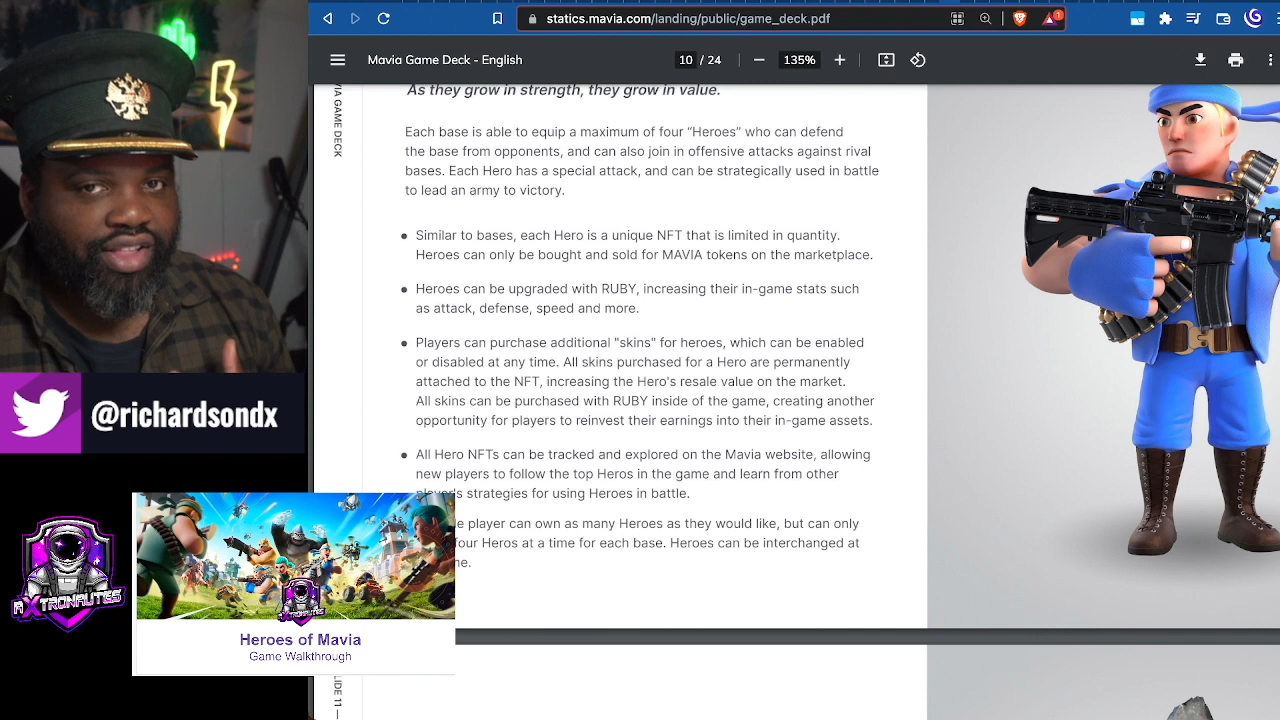 statics.mavia.com/landing/public/game_deck.pdf
1
Mavia Game Deck - English
10 / 24
135%
IA GAME DECK
As they grow in strength, they grow in value.
Each base is able to equip a maximum of four “Heroes” who can defend
the base from opponents, and can also join in offensive attacks against rival
bases. Each Hero has a special attack, and can be strategically used in battle
to lead an army to victory.
● Similar to bases, each Hero is a unique NFT that is limited in quantity.
Heroes can only be bought and sold for MAVIA tokens on the marketplace.
● Heroes can be upgraded with RUBY, increasing their in-game stats such
as attack, defense, speed and more.
● Players can purchase additional "skins" for heroes, which can be enabled
or disabled at any time. All skins purchased for a Hero are permanently
attached to the NFT, increasing the Hero's resale value on the market.
All skins can be purchased with RUBY inside of the game, creating another
opportunity for players to reinvest their earnings into their in-game assets.
● All Hero NFTs can be tracked and explored on the Mavia website, allowing
new players to follow the top Heros in the game and learn from other
player's strategies for using Heroes in battle.
player can own as many Heroes as they would like, but can only
four Heros at a time for each base. Heroes can be interchanged at
@richardsondx
AXTRONAUTES
AXTRONAUTES
Heroes of Mavia
Game Walkthrough
LIDE 11 —